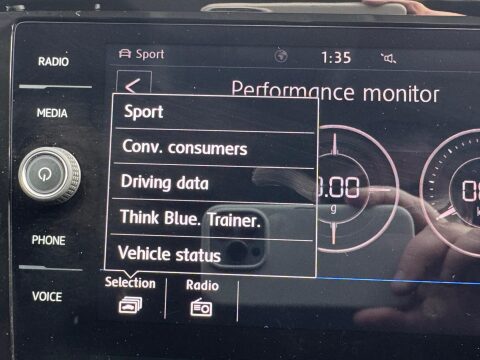 RADIO
MEDIA
PHONE
VOICE
Sport
1:35
<
Performance monitor
Sport
Conv. consumers
Driving data
Think Blue. Trainer.
Vehicle status
.00
g
Selection
Radio